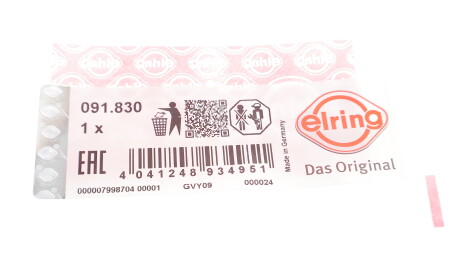 091.830
1 x
elring
Das Original
Made in Germany
EAC
4 041248 934951
000007998704 00001 GVY09 000024